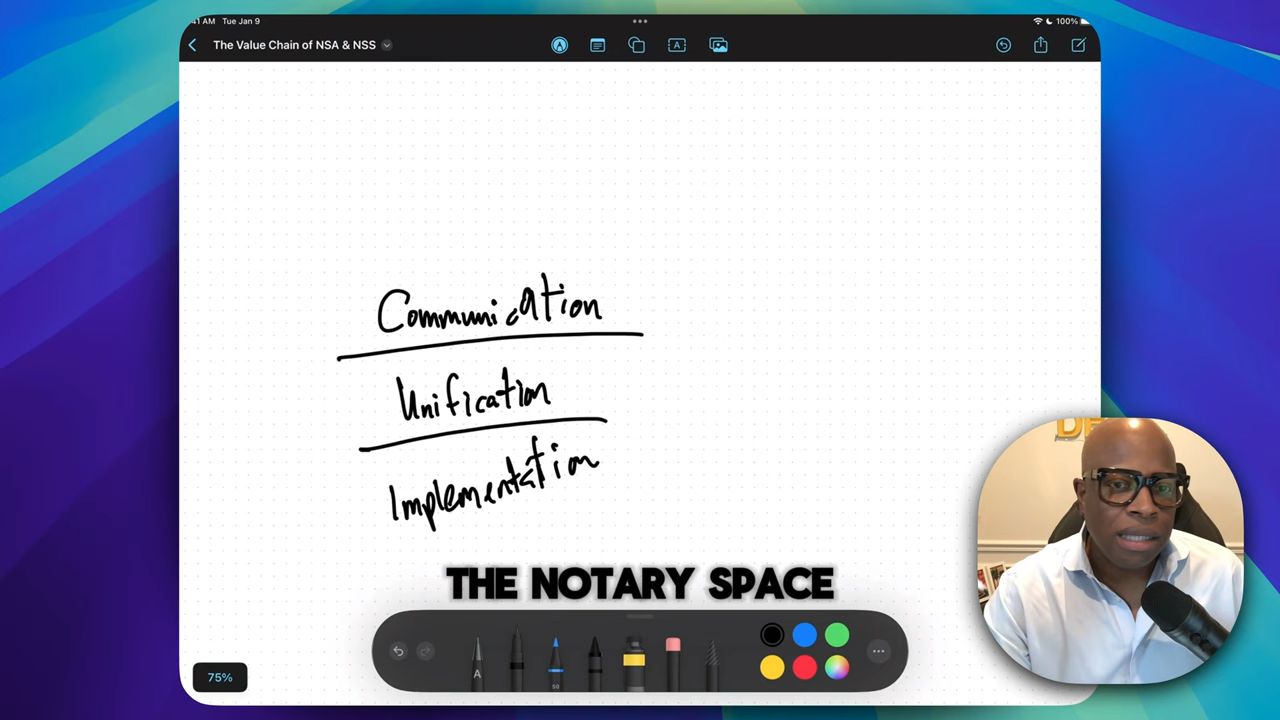 41 AM Tue Jan 9
100%
The Value Chain of NSA & NSS
A
Communication
Unification
Implementation
THE NOTARY SPACE
A
50
75%